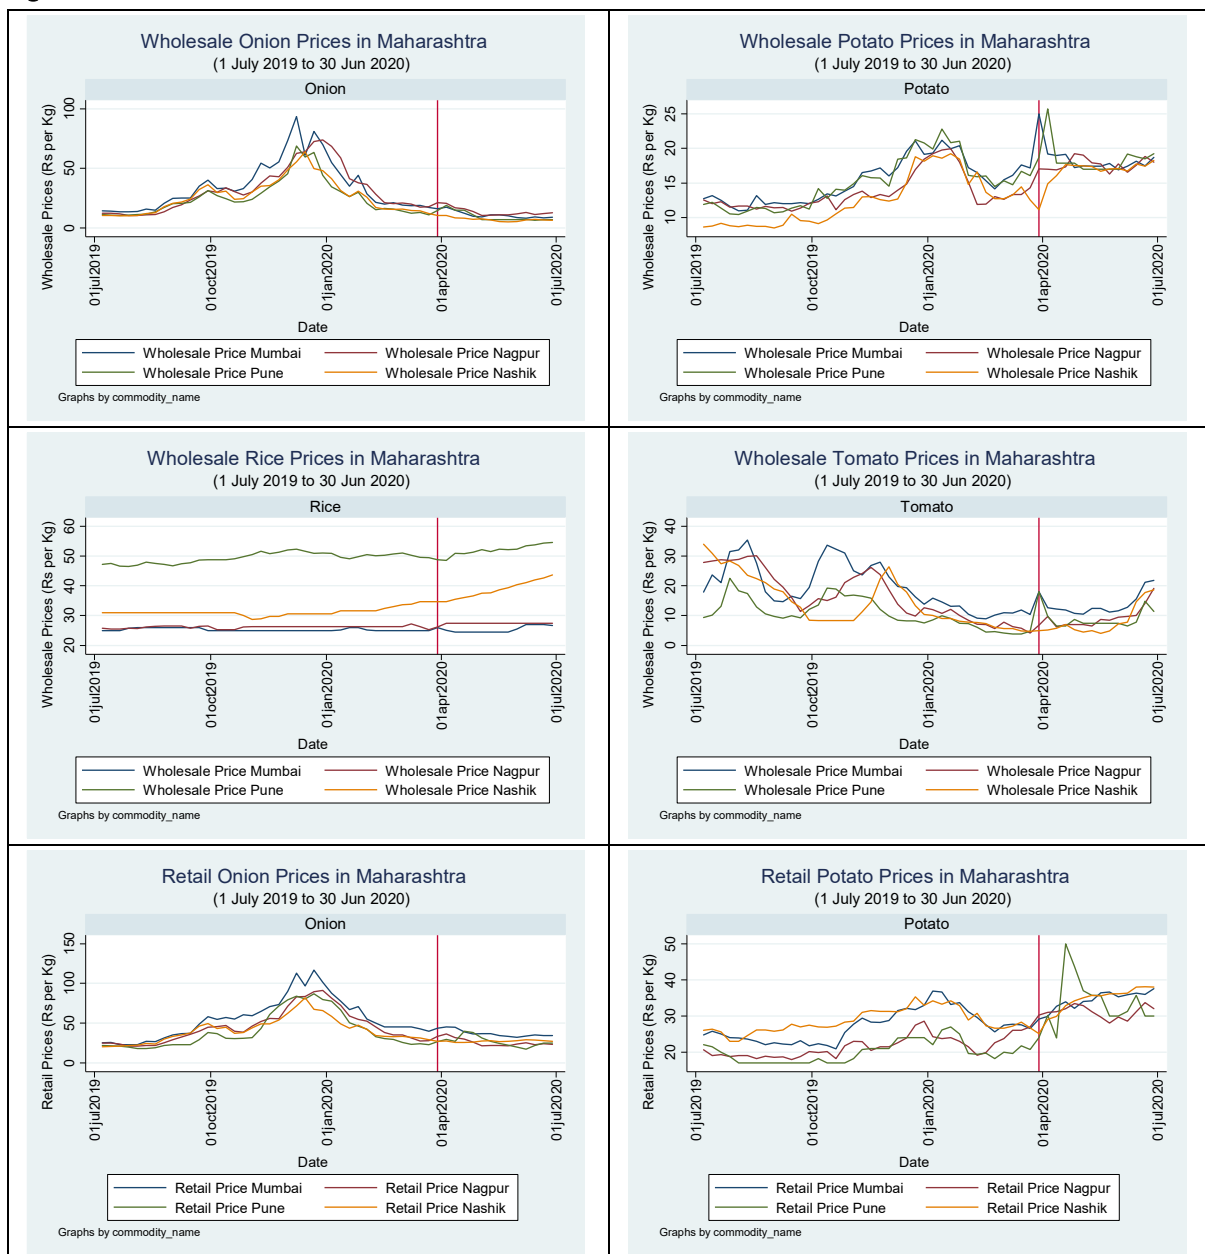 Wholesale Onion Prices in Maharashtra
(1 July 2019 to 30 Jun 2020)
Onion
Wholesale Prices (Rs per Kg)
100
50
0
01jul2019
01oct2019
01jan2020
01apr2020
01jul2020
Date
Wholesale Price Mumbai
Wholesale Price Nagpur
Wholesale Price Pune
Wholesale Price Nashik
Graphs by commodity_name
Wholesale Potato Prices in Maharashtra
(1 July 2019 to 30 Jun 2020)
Potato
Wholesale Prices (Rs per Kg)
25
20
15
10
01jul2019
01oct2019
01jan2020
01apr2020
01jul2020
Date
Wholesale Price Mumbai
Wholesale Price Nagpur
Wholesale Price Pune
Wholesale Price Nashik
Graphs by commodity_name
Wholesale Rice Prices in Maharashtra
(1 July 2019 to 30 Jun 2020)
Rice
Wholesale Prices (Rs per Kg)
60
50
40
30
20
01jul2019
01oct2019
01jan2020
01apr2020
01jul2020
Date
Wholesale Price Mumbai
Wholesale Price Nagpur
Wholesale Price Pune
Wholesale Price Nashik
Graphs by commodity_name
Wholesale Tomato Prices in Maharashtra
(1 July 2019 to 30 Jun 2020)
Tomato
Wholesale Prices (Rs per Kg)
40
30
20
10
0
01jul2019
01oct2019
01jan2020
01apr2020
01jul2020
Date
Wholesale Price Mumbai
Wholesale Price Nagpur
Wholesale Price Pune
Wholesale Price Nashik
Graphs by commodity_name
Retail Onion Prices in Maharashtra
(1 July 2019 to 30 Jun 2020)
Onion
Retail Prices (Rs per Kg)
150
100
50
0
01jul2019
01oct2019
01jan2020
01apr2020
01jul2020
Date
Retail Price Mumbai
Retail Price Nagpur
Retail Price Pune
Retail Price Nashik
Graphs by commodity_name
Retail Potato Prices in Maharashtra
(1 July 2019 to 30 Jun 2020)
Potato
Retail Prices (Rs per Kg)
50
40
30
20
01jul2019
01oct2019
01jan2020
01apr2020
01jul2020
Date
Retail Price Mumbai
Retail Price Nagpur
Retail Price Pune
Retail Price Nashik
Graphs by commodity_name